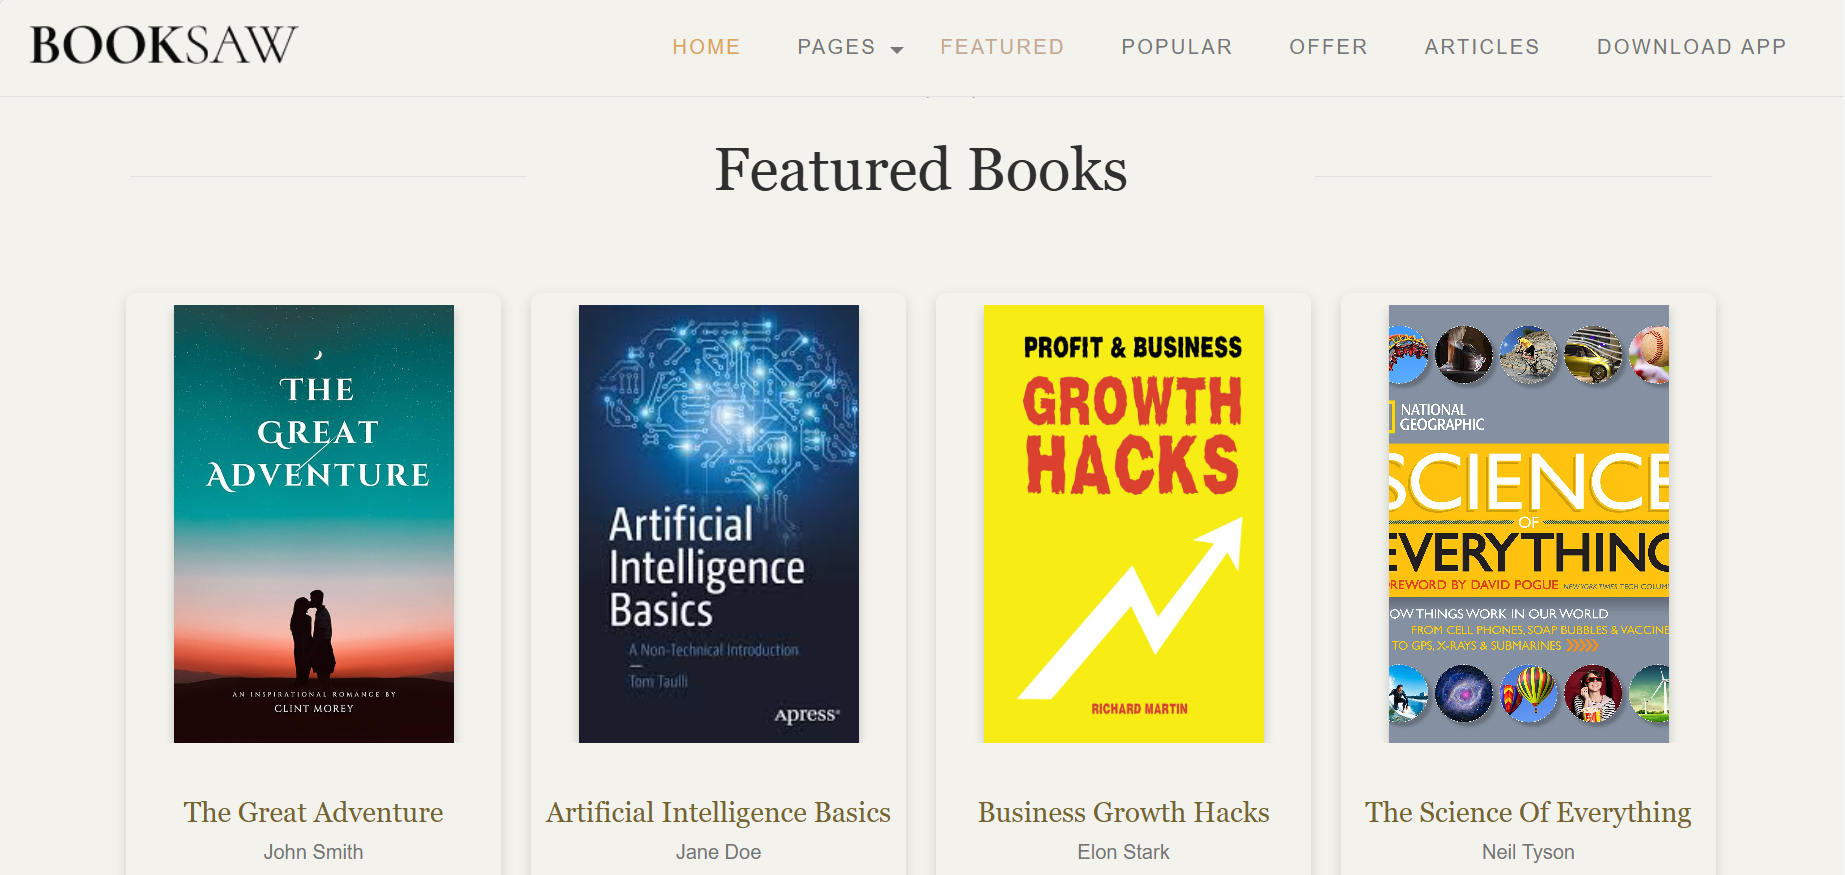 BOOKSAW
HOME PAGES FEATURED POPULAR OFFER ARTICLES DOWNLOAD APP
Featured Books
THE
GREAT
ADVENTURE
AN INSPIRATIONAL ROMANCE BY
CLINT MOREY
The Great Adventure
John Smith
Artificial
Intelligence
Basics
A Non-Technical Introduction
Tom Taulli
Apress®
Artificial Intelligence Basics
Jane Doe
PROFIT & BUSINESS
GROWTH
HACKS
RICHARD MARTIN
Business Growth Hacks
Elon Stark
NATIONAL
GEOGRAPHIC
SCIENCE
OF
EVERYTHING
REWORD BY DAVID POGUE NEW YORK TIMES TECH COLUM
OW THINGS WORK IN OUR WORLD
FROM CELL PHONES, SOAP BUBBLES & VACCINE
TO GPS, X-RAYS & SUBMARINES
The Science Of Everything
Neil Tyson